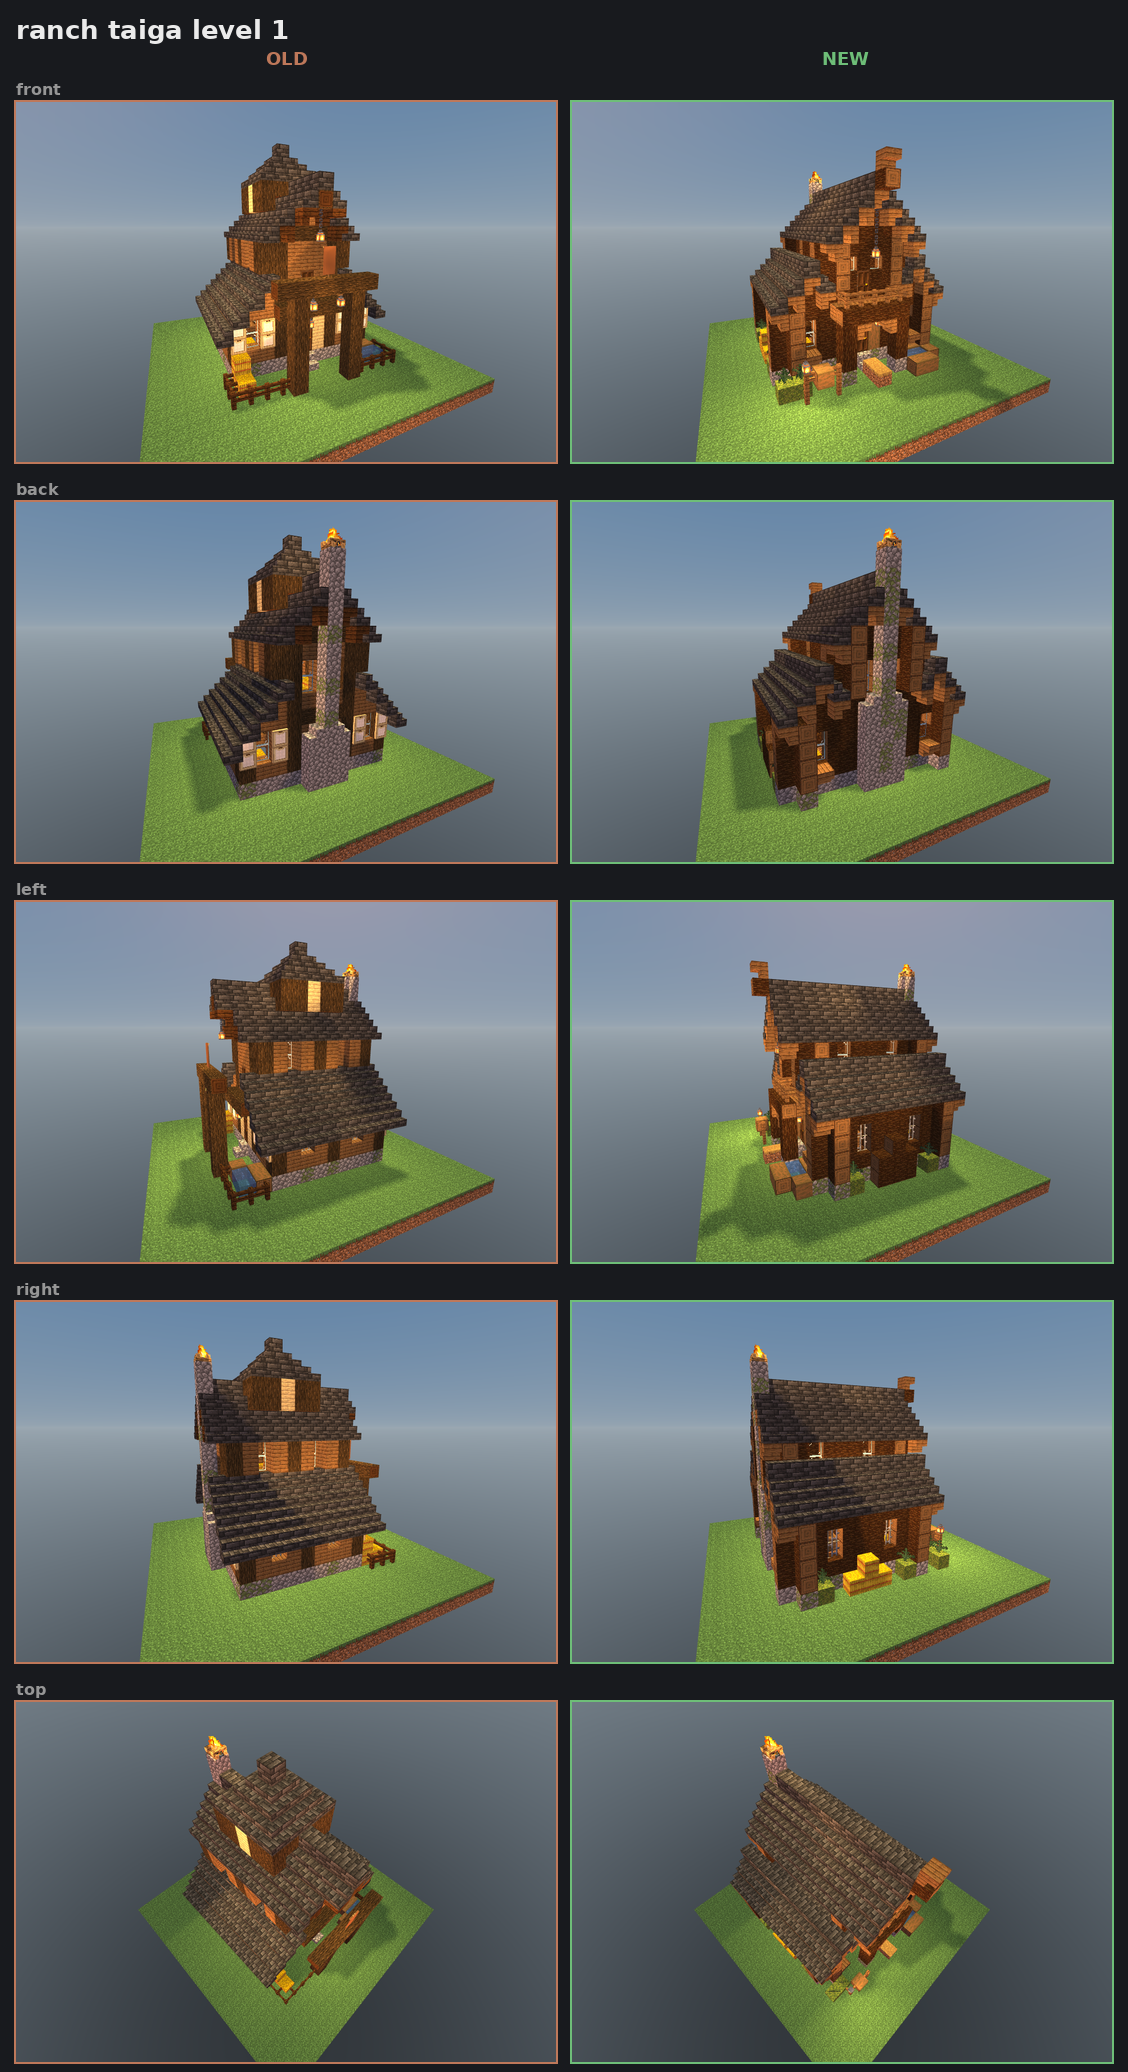 ranch taiga level 1
OLD
NEW
front
back
left
right
top